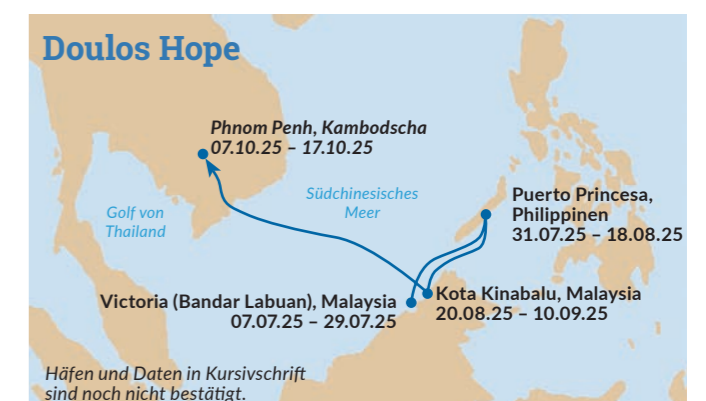 Doulos Hope
Phnom Penh, Kambodscha
07.10.25 – 17.10.25
Südchinesisches
Meer
Golf von
Thailand
Puerto Princesa,
Philippinen
31.07.25 – 18.08.25
Victoria (Bandar Labuan), Malaysia
07.07.25 – 29.07.25
Kota Kinabalu, Malaysia
20.08.25 – 10.09.25
Häfen und Daten in Kursivschrift
sind noch nicht bestätigt.